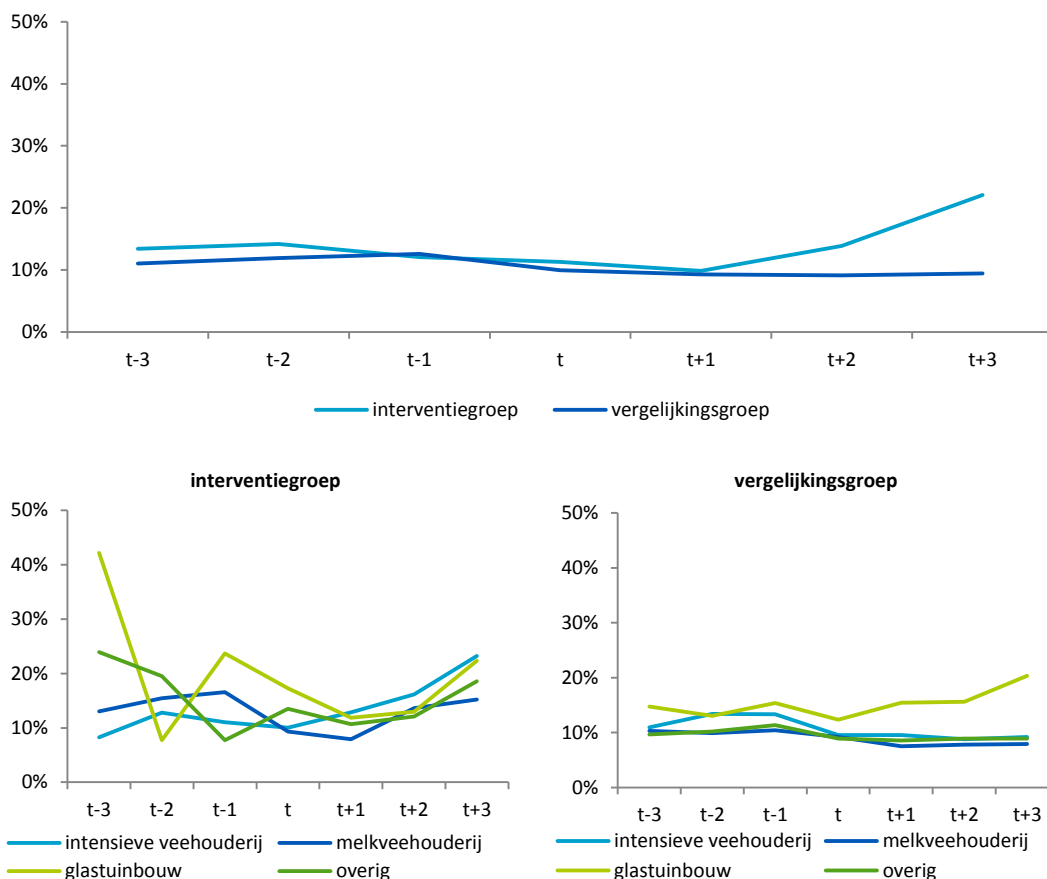 50%
40%
30%
20%
10%
0%
t-3 t-2 t-1 t t+1 t+2 t+3
interventiegroep vergelijkingsgroep
interventiegroep
50%
40%
30%
20%
10%
0%
t-3 t-2 t-1 t t+1 t+2 t+3
intensieve veehouderij melkveehouderij
glastuinbouw overig
vergelijkingsgroep
50%
40%
30%
20%
10%
0%
t-3 t-2 t-1 t t+1 t+2 t+3
intensieve veehouderij melkveehouderij
glastuinbouw overig